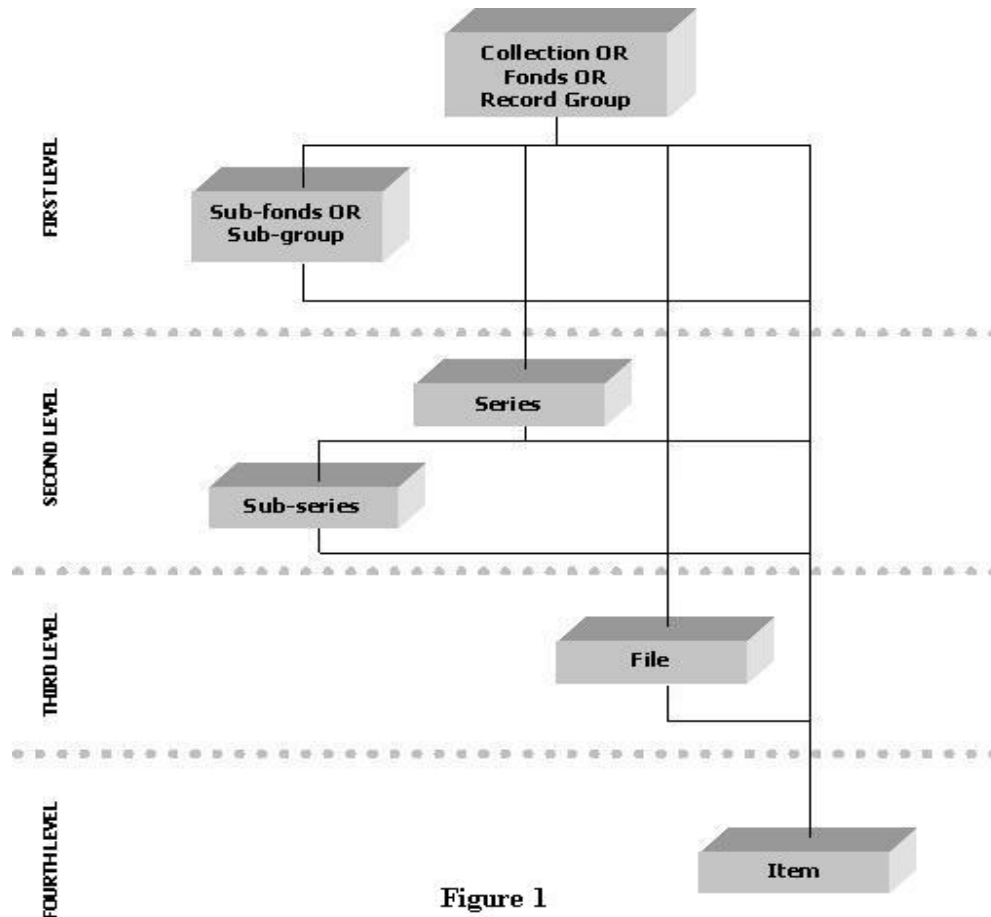 Collection OR
Fonds OR
Record Group
FIRST LEVEL
Sub-fonds OR
Sub-group
SECOND LEVEL
Series
Sub-series
THIRD LEVEL
File
FOURTH LEVEL
Item
Figure 1